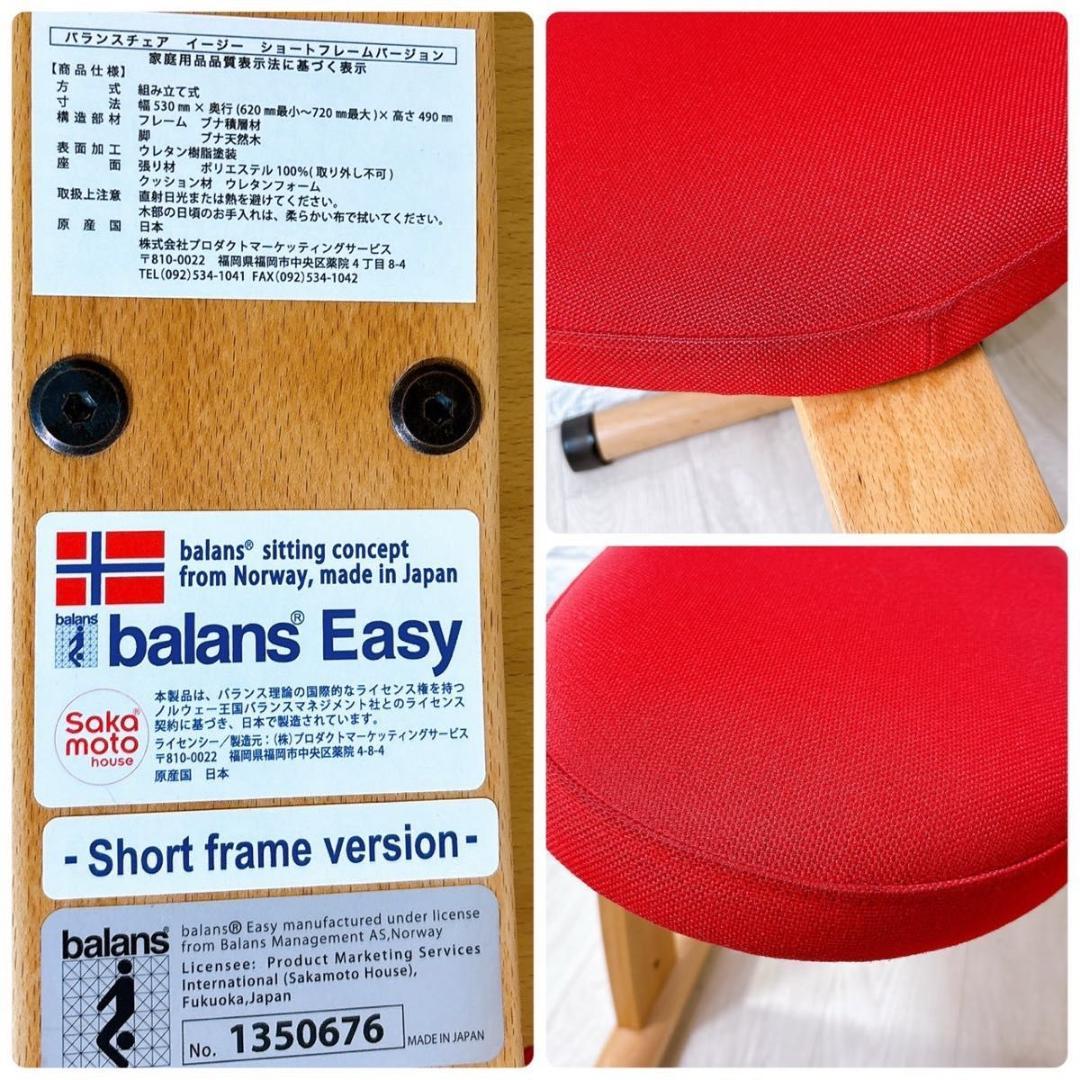 バランスチェア イージー ショートフレームバージョン
家庭用品品質表示法に基づく表示
【商品仕様】
方式 組み立て式
寸法 幅 530 ㎜ × 奥行 (620 ㎜最小～720 ㎜最大 )× 高さ 490 ㎜
構造部材 フレーム ブナ積層材
脚 ブナ天然木
表面加工 ウレタン樹脂塗装
座面 張り材 ポリエステル 100%( 取り外し不可 )
クッション材 ウレタンフォーム
取扱上注意 直射日光または熱を避けてください。
木部の日頃のお手入れは、柔らかい布で拭いてください。
原産国 日本
株式会社プロダクトマーケッティングサービス
〒810-0022 福岡県福岡市中央区薬院 4 丁目 8-4
TEL(092)534-1041 FAX(092)534-1042
balans® sitting concept
from Norway, made in Japan
balans®
balans® Easy
Saka®
moto
house
本製品は、バランス理論の国際的なライセンス権を持つ
ノルウェー王国バランスマネジメント社とのライセンス
契約に基づき、日本で製造されています。
ライセンシー／製造元：(株)プロダクトマーケッティングサービス
〒810-0022 福岡県福岡市中央区薬院 4-8-4
原産国 日本
- Short frame version -
balans®
balans® Easy manufactured under license
from Balans Management AS,Norway
Licensee: Product Marketing Services
International (Sakamoto House),
Fukuoka,Japan
No. 1350676 MADE IN JAPAN